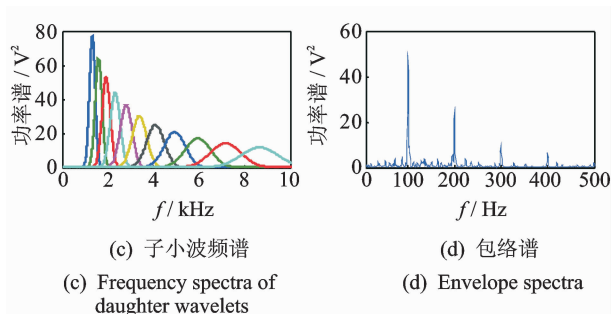 80
60
40
20
0
功率谱 / V²
0 2 4 6 8 10
f / kHz
(c) 子小波频谱
(c) Frequency spectra of
daughter wavelets
60
40
20
0
功率谱 / V²
0 100 200 300 400 500
f / Hz
(d) 包络谱
(d) Envelope spectra